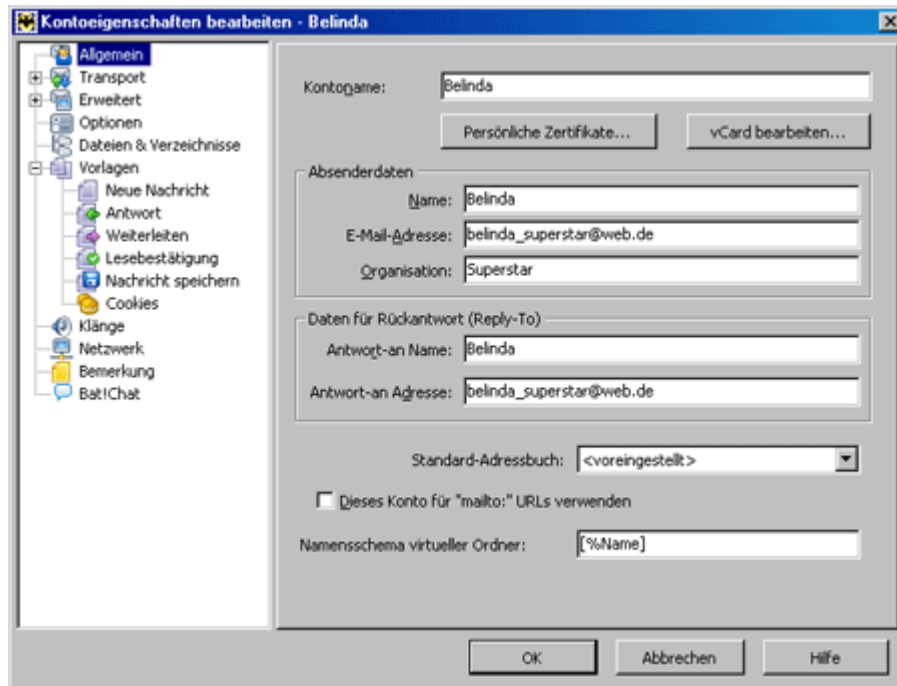 Kontoeigenschaften bearbeiten - Belinda
Allgemein
Transport
Erweitert
Optionen
Dateien & Verzeichnisse
Vorlagen
Neue Nachricht
Antwort
Weiterleiten
Lesebestätigung
Nachricht speichern
Cookies
Klänge
Netzwerk
Bemerkung
Bat!Chat
Kontoname: Belinda
Persönliche Zertifikate... vCard bearbeiten...
Absenderdaten
Name: Belinda
E-Mail-Adresse: belinda_superstar@web.de
Organisation: Superstar
Daten für Rückantwort (Reply-To)
Antwort-an Name: Belinda
Antwort-an Adresse: belinda_superstar@web.de
Standard-Adressbuch: <voreingestellt>
Dieses Konto für "mailto:" URLs verwenden
Namensschema virtueller Ordner: [%Name]
OK Abbrechen Hilfe